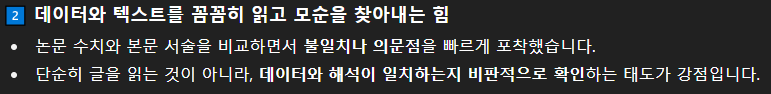 2 데이터와 텍스트를 꼼꼼히 읽고 모순을 찾아내는 힘
• 논문 수치와 본문 서술을 비교하면서 불일치나 의문점을 빠르게 포착했습니다.
• 단순히 글을 읽는 것이 아니라, 데이터와 해석이 일치하는지 비판적으로 확인하는 태도가 강점입니다.